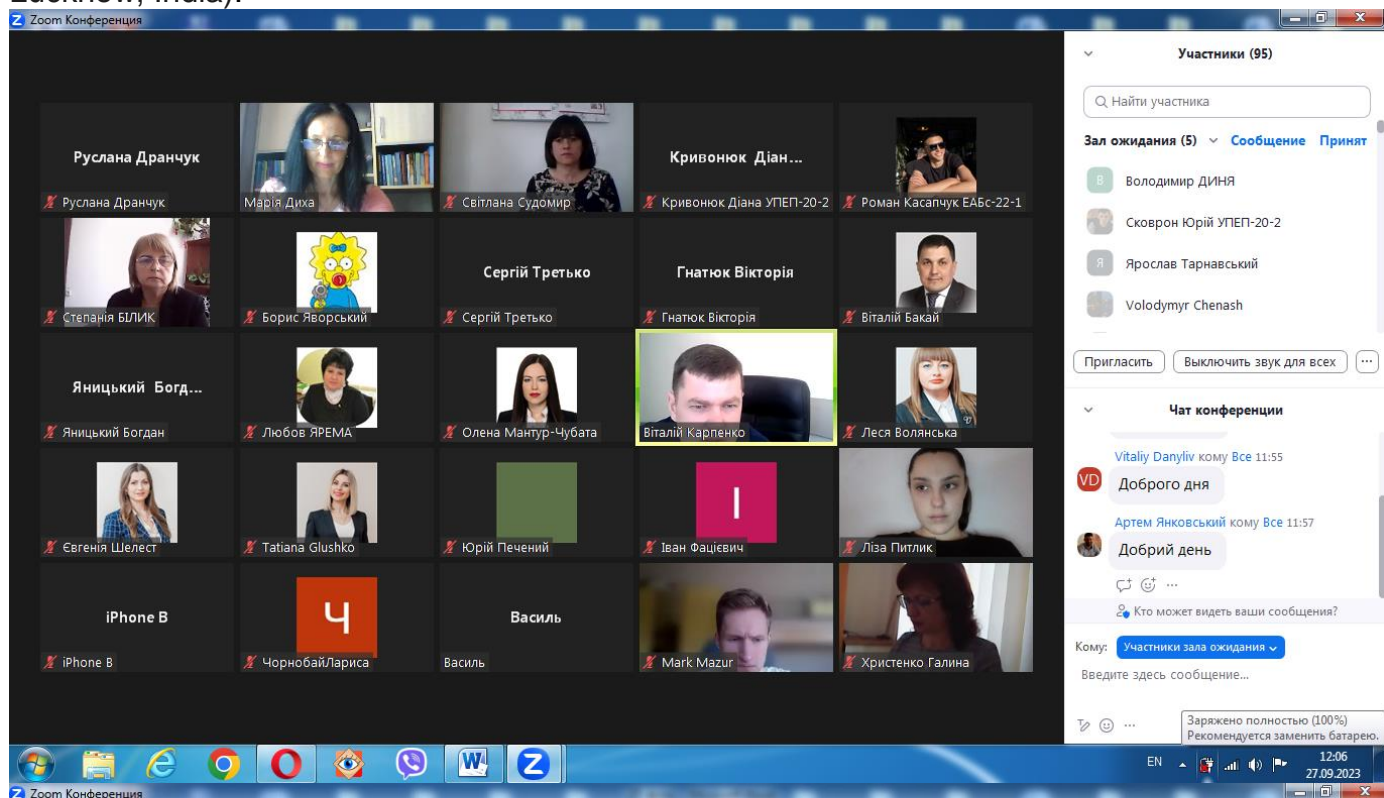 Lucknow, India).
Zoom Конференция
Руслана Дранчук
Руслана Дранчук
Марія Диха
Світлана Судомир
Кривонюк Діан...
Кривонюк Діана УПЕП-20-2
Роман Касапчук ЕАБс-22-1
Степанія БІЛИК
Борис Яворський
Сергій Третько
Сергій Третько
Гнатюк Вікторія
Гнатюк Вікторія
Віталій Бакай
Яницький Богд...
Яницький Богдан
Любов ЯРЕМА
Олена Мантур-Чубата
Віталій Карпенко
Леся Волянська
Євгенія Шелест
Tatiana Glushko
Юрій Печений
І
Іван Фацієвич
Ліза Питлик
iPhone B
iPhone B
Ч
ЧорнобайЛариса
Василь
Василь
Mark Mazur
Христенко Галина
Участники (95)
Найти участника
Зал ожидания (5) Сообщение Принят
В
Володимир ДИНЯ
Сковрон Юрій УПЕП-20-2
Я
Ярослав Тарнавський
Volodymyr Chenash
Пригласить Выключить звук для всех ...
Чат конференции
Vitaliy Danyliv кому Все 11:55
VD
Доброго дня
Артем Янковський кому Все 11:57
Добрий день
Кто может видеть ваши сообщения?
Кому: Участники зала ожидания
Введите здесь сообщение...
Заряжено полностью (100%)
Рекомендуется заменить батарею.
EN
12:06
27.09.2023
Zoom Конференция